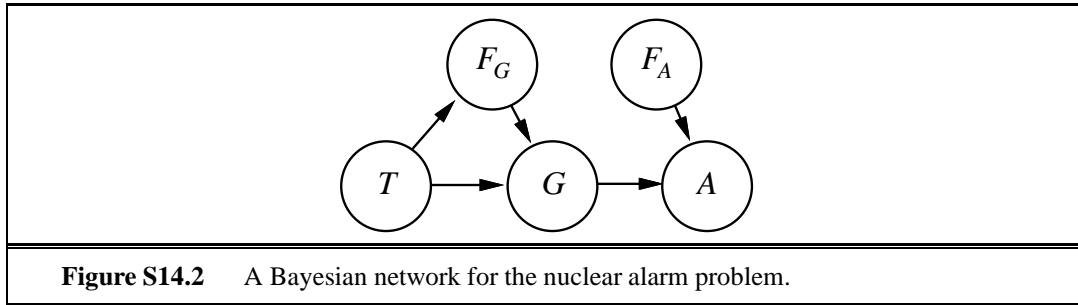 F_G F_A
T G A
Figure S14.2 A Bayesian network for the nuclear alarm problem.